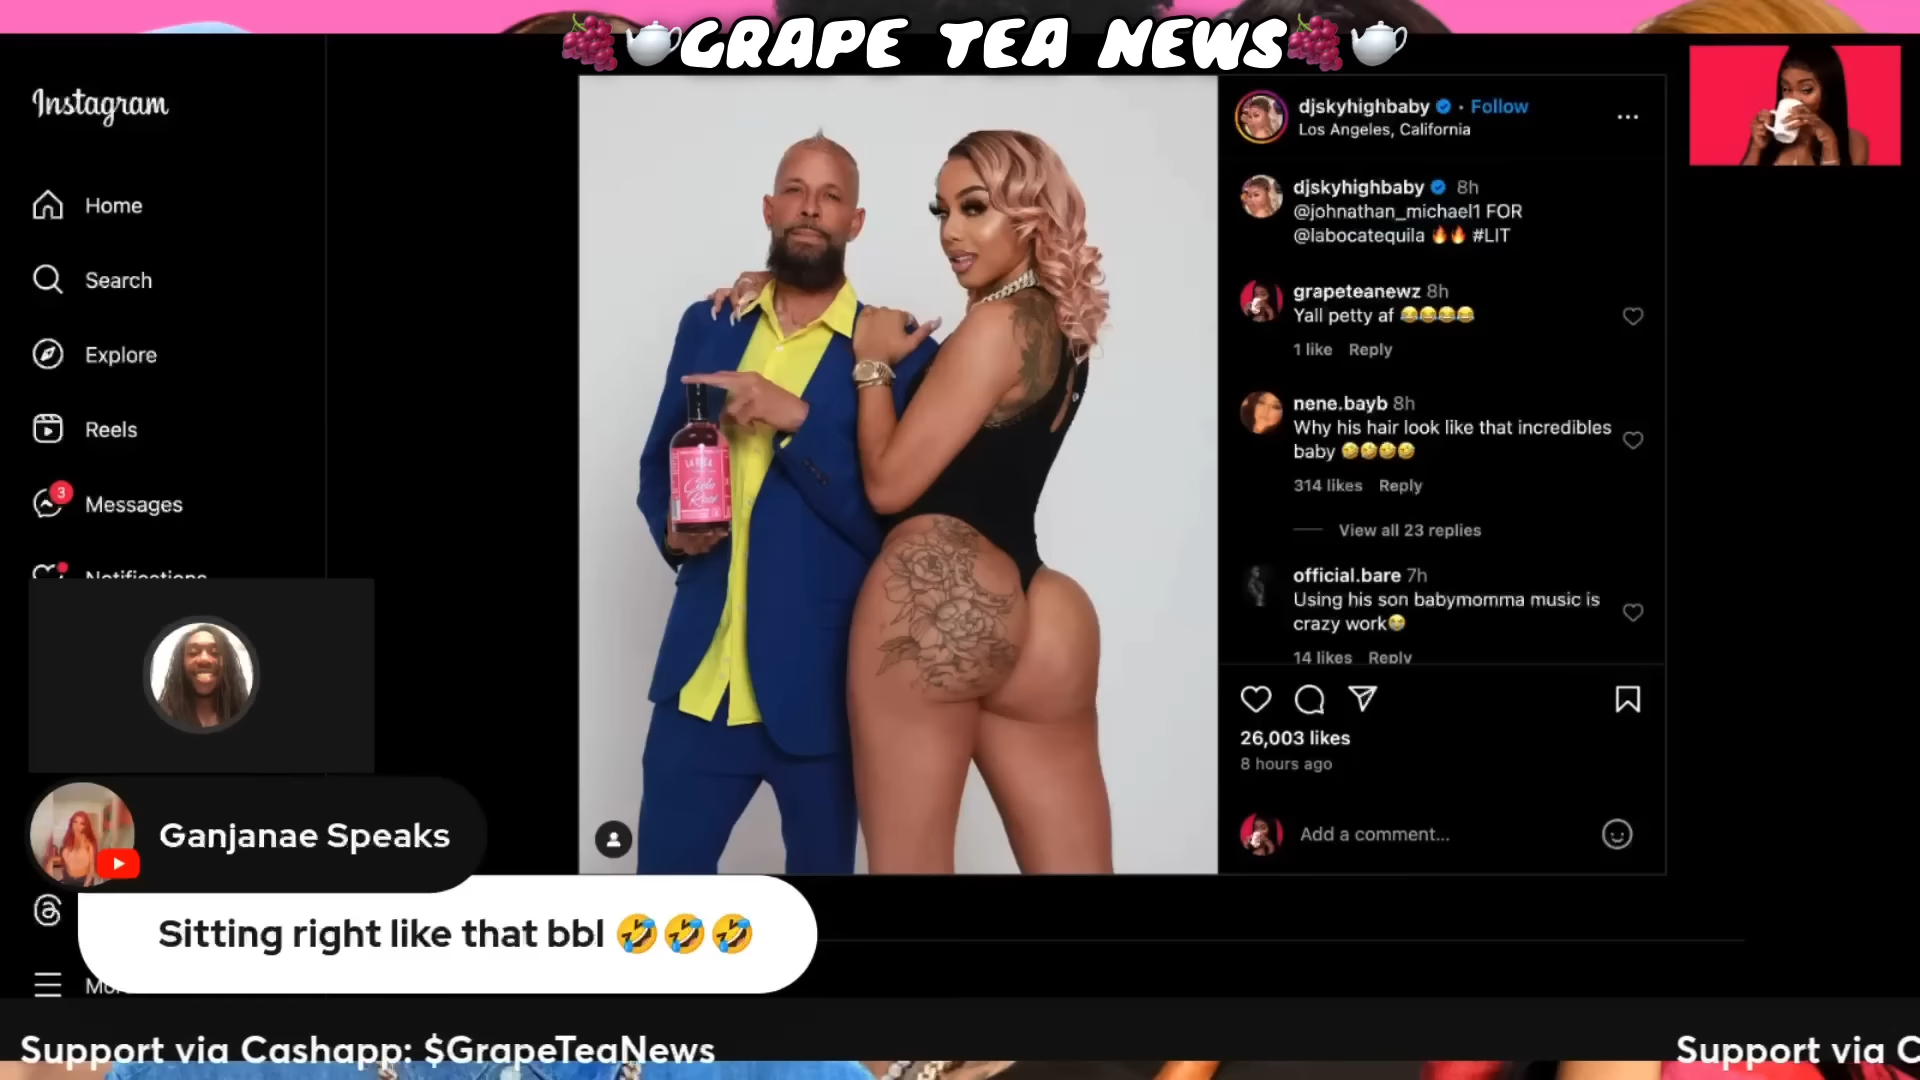 GRAPE TEA NEWS
Instagram
Home
Search
Explore
Reels
3
Messages
Notifications
djskyhighbaby · Follow
Los Angeles, California
djskyhighbaby 8h
@johnathan_michael1 FOR
@labocatequila 🔥🔥 #LIT
grapeteanewz 8h
Yall petty af 😂😂😂😂
1 like Reply
nene.bayb 8h
Why his hair look like that incredibles
baby 🤣🤣🤣🤣
314 likes Reply
View all 23 replies
official.bare 7h
Using his son babymomma music is
crazy work😭
14 likes Reply
26,003 likes
8 hours ago
Add a comment...
Ganjanae Speaks
Sitting right like that bbl 🤣🤣🤣
Support via Cashapp: $GrapeTeaNews
Support via C